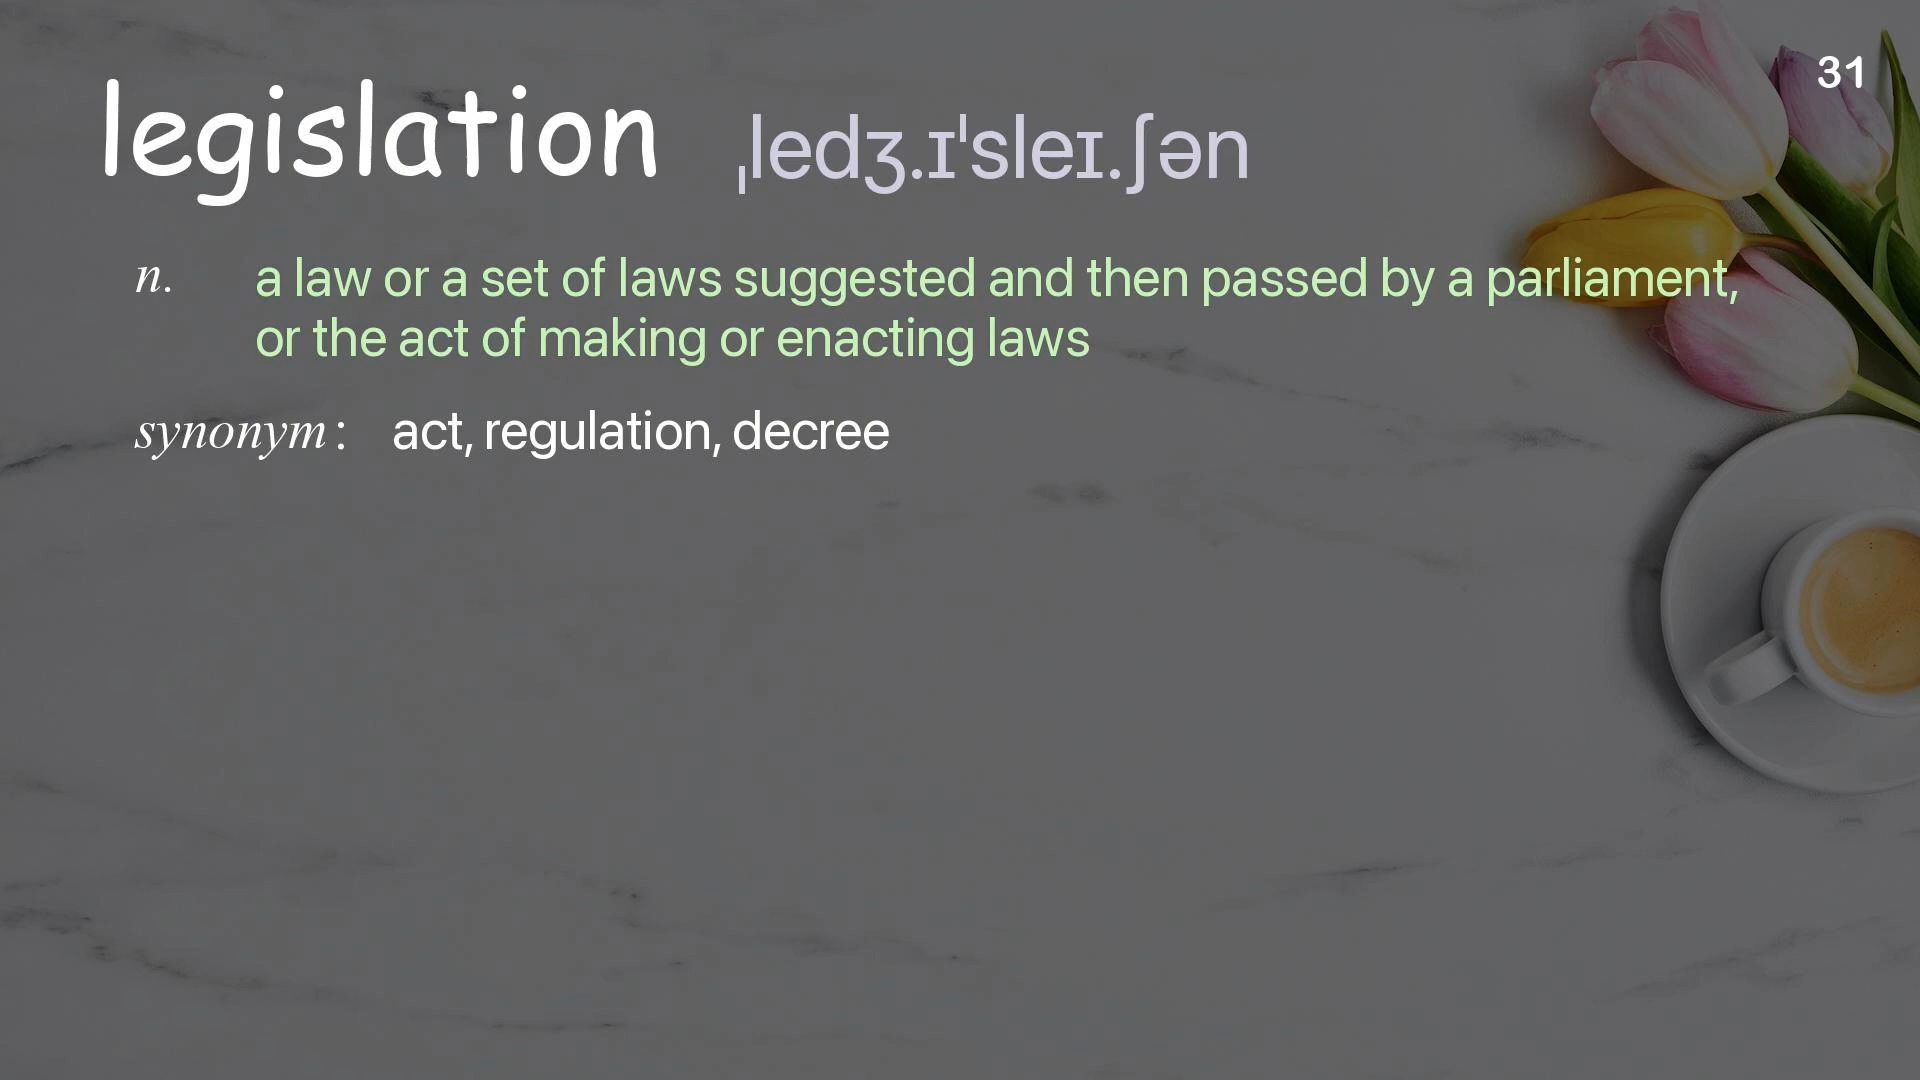 31
legislation ˌledʒ.ɪˈsleɪ.ʃən
n. a law or a set of laws suggested and then passed by a parliament,
or the act of making or enacting laws
synonym : act, regulation, decree